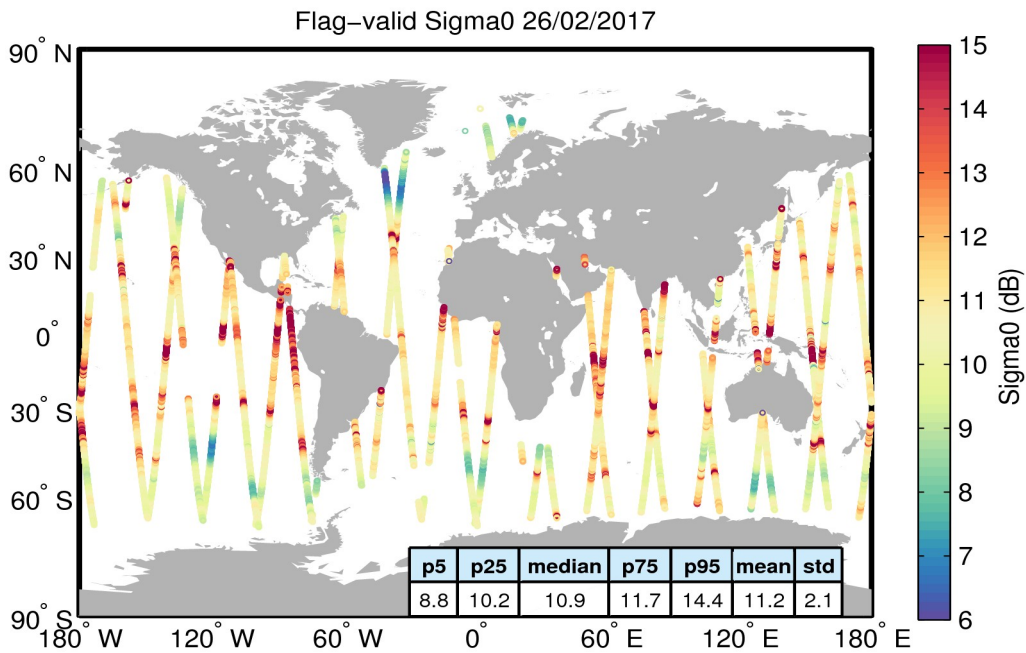 Flag−valid Sigma0 26/02/2017
90° N
60° N
30° N
0°
30° S
60° S
90° S
180° W
120° W
60° W
0°
60° E
120° E
180° E
p5 p25 median p75 p95 mean std
8.8 10.2 10.9 11.7 14.4 11.2 2.1
15
14
13
12
11
10
9
8
7
6
Sigma0 (dB)